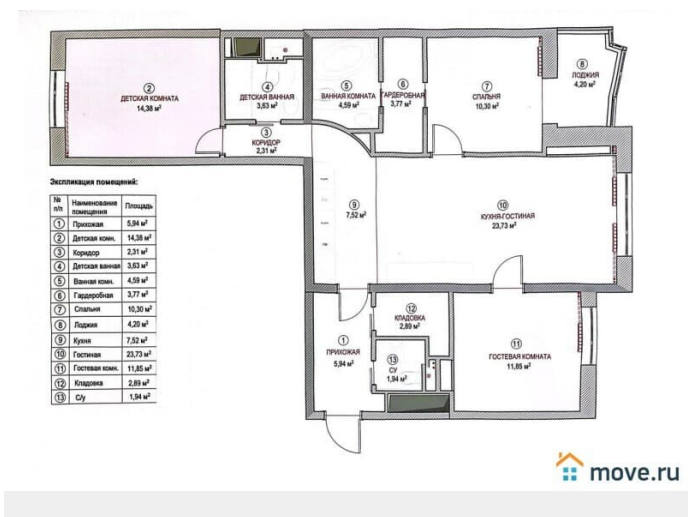 ②
ДЕТСКАЯ КОМНАТА
14,38 м²
④
ДЕТСКАЯ ВАННАЯ
3,63 м²
⑤
ВАННАЯ КОМНАТА
4,59 м²
⑥
ГАРДЕРОБНАЯ
3,77 м²
⑦
СПАЛЬНЯ
10,30 м²
⑧
ЛОДЖИЯ
4,20 м²
③
КОРИДОР
2,31 м²
⑨
7,52 м²
⑩
КУХНЯ-ГОСТИНАЯ
23,73 м²
⑫
КЛАДОВКА
2,89 м²
①
ПРИХОЖАЯ
5,94 м²
⑬
СУ
1,94 м²
⑪
ГОСТЕВАЯ КОМНАТА
11,85 м²
Экспликация помещений:
№ п/п Наименование помещения Площадь
① Прихожая 5,94 м²
② Детская комн. 14,38 м²
③ Коридор 2,31 м²
④ Детская ванная 3,63 м²
⑤ Ванная комн. 4,59 м²
⑥ Гардеробная 3,77 м²
⑦ Спальня 10,30 м²
⑧ Лоджия 4,20 м²
⑨ Кухня 7,52 м²
⑩ Гостиная 23,73 м²
⑪ Гостевая комн. 11,85 м²
⑫ Кладовка 2,89 м²
⑬ С/у 1,94 м²
move.ru